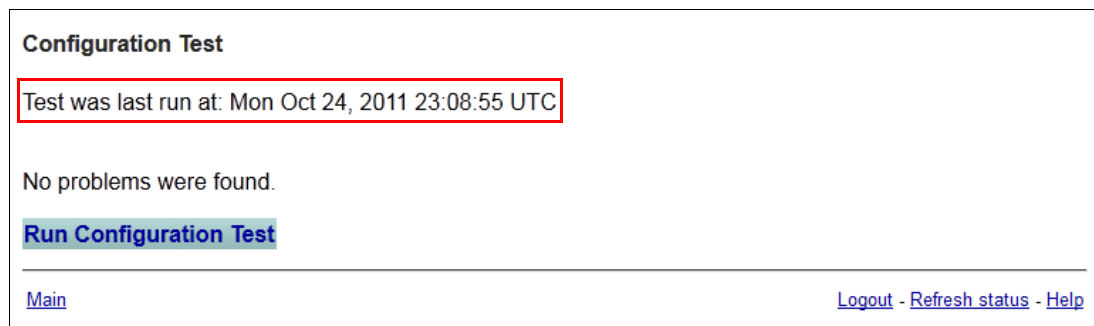 Configuration Test
Test was last run at: Mon Oct 24, 2011 23:08:55 UTC
No problems were found.
Run Configuration Test
Main
Logout - Refresh status - Help